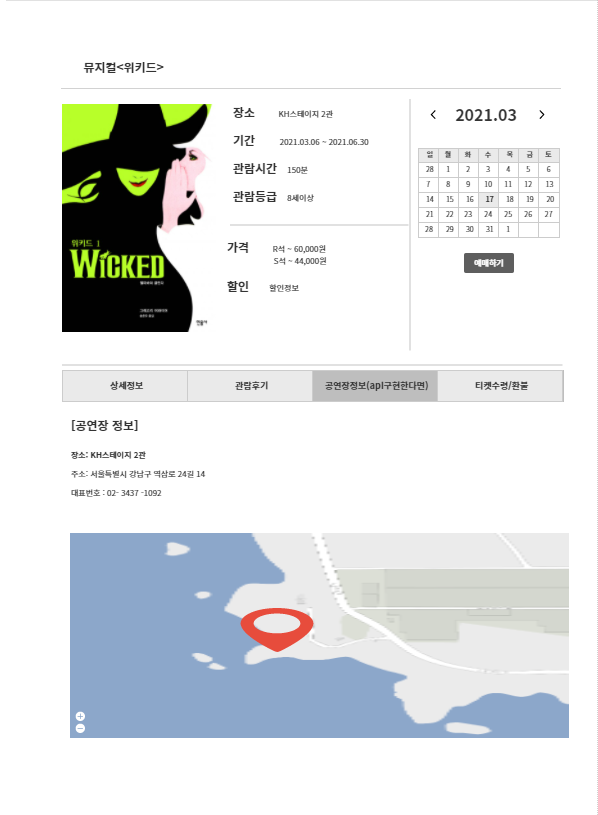 뮤지컬<위키드>
장소 KH스테이지 2관
기간 2021.03.06 ~ 2021.06.30
관람시간 150분
관람등급 8세이상
가격 R석 ~ 60,000원
S석 ~ 44,000원
할인 할인정보
위키드 1
WICKED
2021.03
일 월 화 수 목 금 토
28 1 2 3 4 5 6
7 8 9 10 11 12 13
14 15 16 17 18 19 20
21 22 23 24 25 26 27
28 29 30 31 1
예매하기
상세정보 관람후기 공연장정보(api구현한다면) 티켓수령/환불
[공연장 정보]
장소: KH스테이지 2관
주소: 서울특별시 강남구 역삼로 24길 14
대표번호 : 02- 3437 -1092